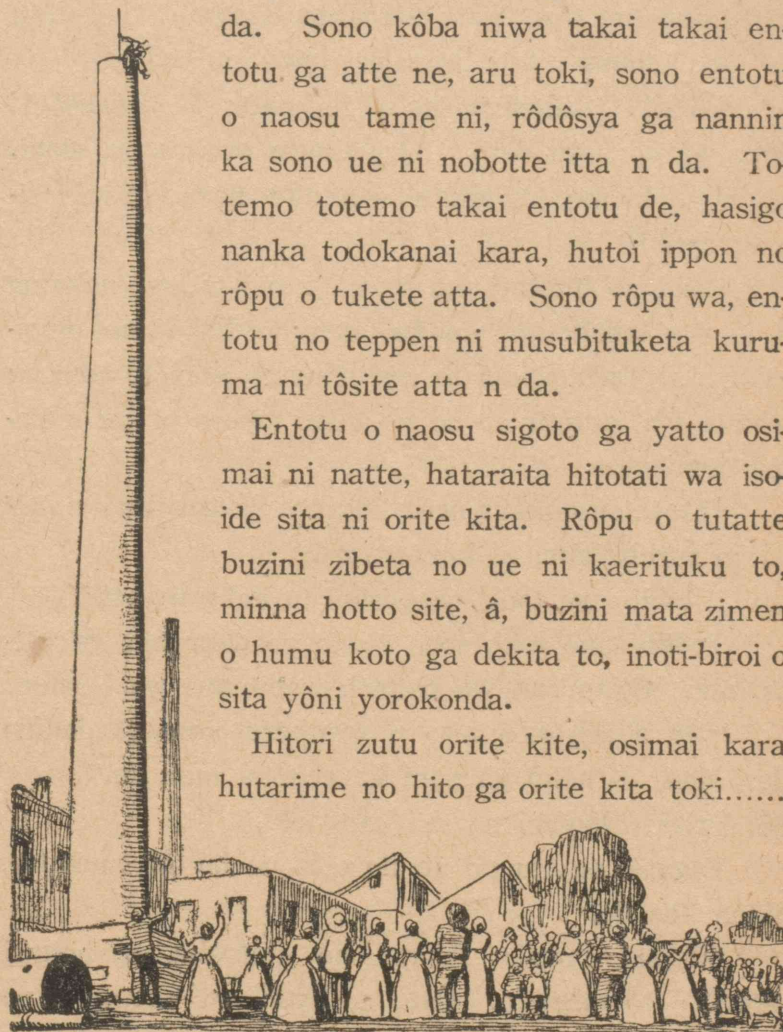 da. Sono kôba niwa takai takai en-
totu ga atte ne, aru toki, sono entotu
o naosu tame ni, rôdôsya ga nannin
ka sono ue ni nobotte itta n da. To-
temo totemo takai entotu de, hasigo
nanka todokanai kara, hutoi ippon no
rôpu o tukete atta. Sono rôpu wa, en-
totu no teppen ni musubituketa kuru-
ma ni tôsite atta n da.
Entotu o naosu sigoto ga yatto osi-
mai ni natte, hataraita hitotati wa iso-
ide sita ni orite kita. Rôpu o tutatte
buzini zibeta no ue ni kaerituku to,
minna hotto site, â, buzini mata zimen
o humu koto ga dekita to, inoti-biroi o
sita yôni yorokonda.
Hitori zutu orite kite, osimai kara
hutarime no hito ga orite kita toki......